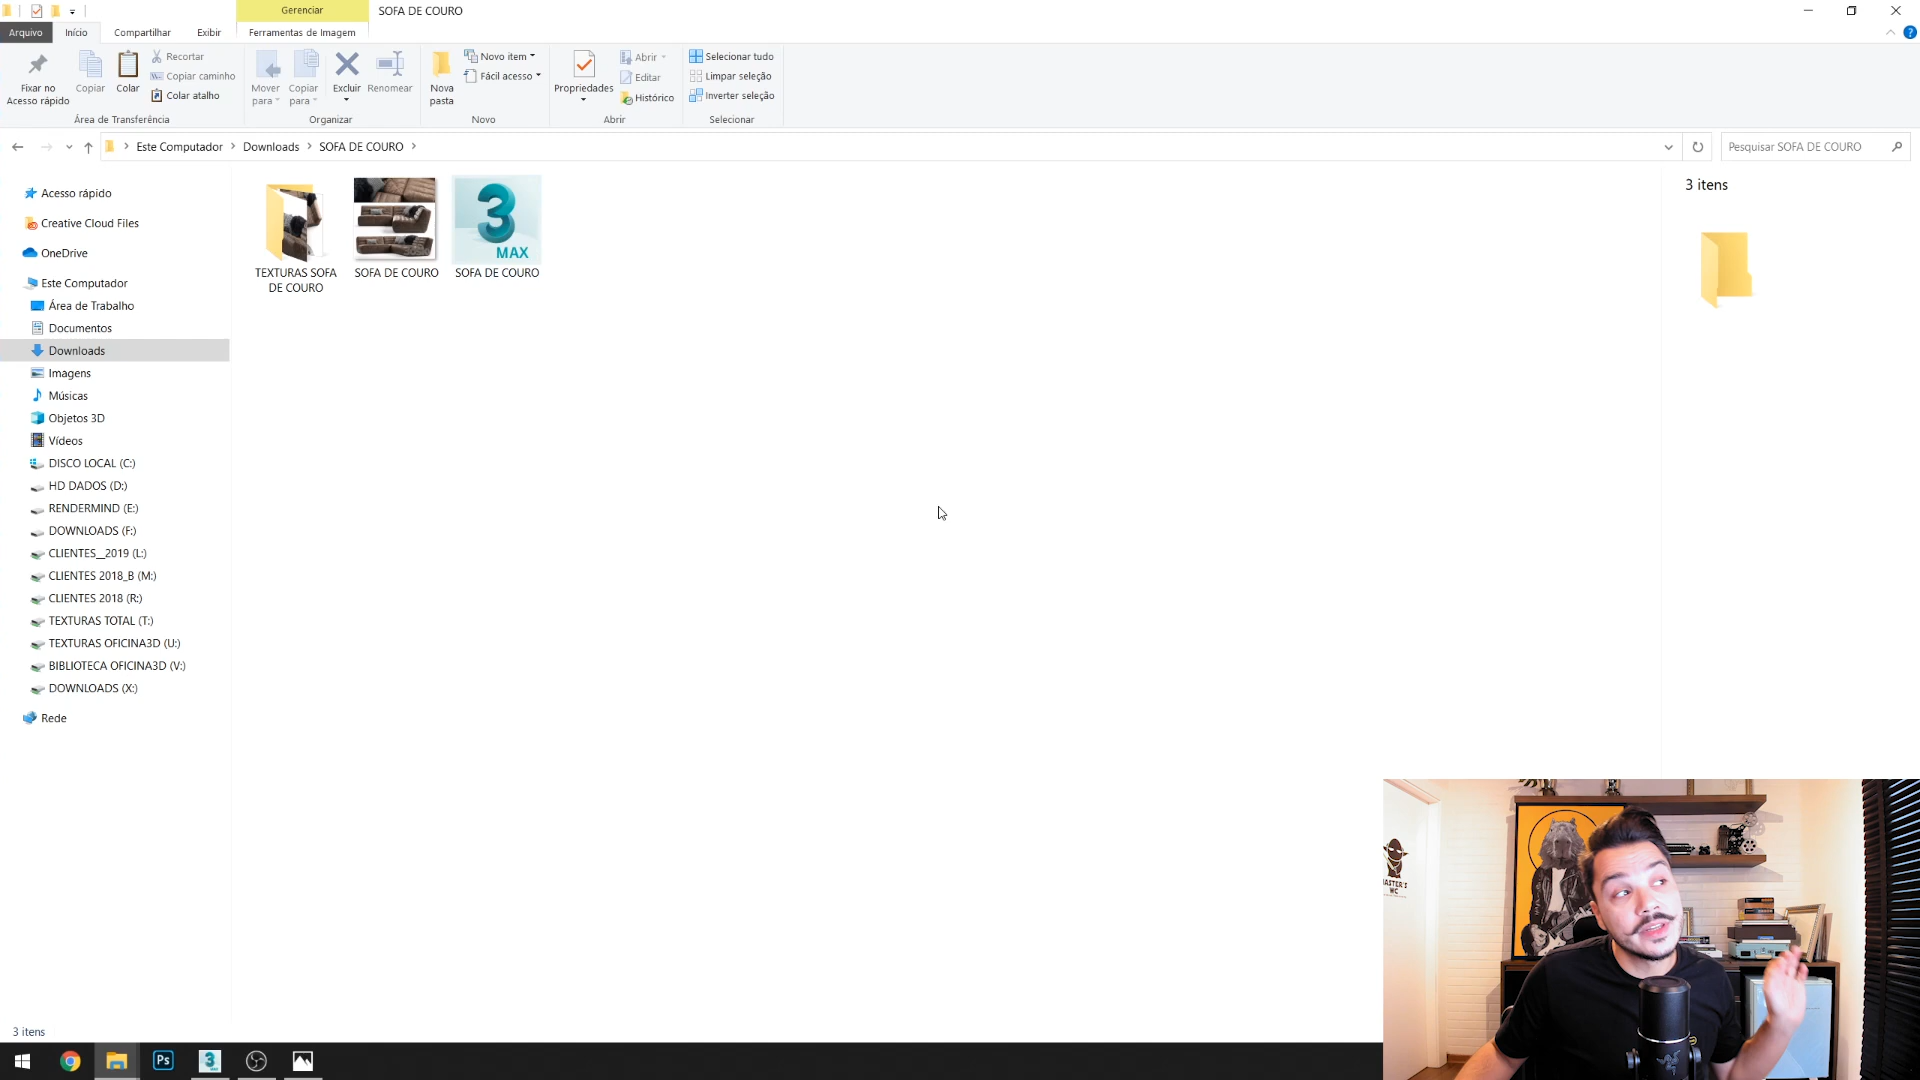 Gerenciar
SOFA DE COURO
Arquivo
Início
Compartilhar
Exibir
Ferramentas de Imagem
Fixar no
Acesso rápido
Copiar
Colar
Recortar
Copiar caminho
Colar atalho
Área de Transferência
Mover
para
Copiar
para
Excluir
Renomear
Organizar
Nova
pasta
Novo item
Fácil acesso
Novo
Propriedades
Abrir
Editar
Histórico
Abrir
Selecionar tudo
Limpar seleção
Inverter seleção
Selecionar
Este Computador
Downloads
SOFA DE COURO
Pesquisar SOFA DE COURO
Acesso rápido
Creative Cloud Files
OneDrive
Este Computador
Área de Trabalho
Documentos
Downloads
Imagens
Músicas
Objetos 3D
Vídeos
DISCO LOCAL (C:)
HD DADOS (D:)
RENDERMIND (E:)
DOWNLOADS (F:)
CLIENTES__2019 (L:)
CLIENTES 2018_B (M:)
CLIENTES 2018 (R:)
TEXTURAS TOTAL (T:)
TEXTURAS OFICINA3D (U:)
BIBLIOTECA OFICINA3D (V:)
DOWNLOADS (X:)
Rede
TEXTURAS SOFA
DE COURO
SOFA DE COURO
3
MAX
SOFA DE COURO
3 itens
3 itens
Ps
3
ASTER'S
WC